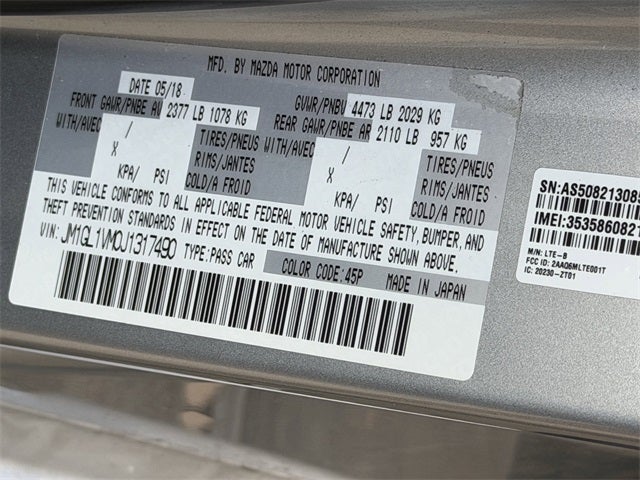 MFD. BY MAZDA MOTOR CORPORATION
DATE 05/18 GVWR/PNBV 4473 LB 2029 KG
FRONT GAWR/PNBE AV 2377 LB 1078 KG REAR GAWR/PNBE AR 2110 LB 957 KG
WITH/AVEC / TIRES/PNEUS WITH/AVEC / TIRES/PNEUS
X RIMS/JANTES X RIMS/JANTES
KPA/ PSI COLD/A FROID KPA/ PSI COLD/A FROID
THIS VEHICLE CONFORMS TO ALL APPLICABLE FEDERAL MOTOR VEHICLE SAFETY, BUMPER, AND
THEFT PREVENTION STANDARDS IN EFFECT ON THE DATE OF MANUFACTURE SHOWN ABOVE.
VIN: JM1GL1VM0J1317490 TYPE:PASS CAR
COLOR CODE:45P MADE IN JAPAN
SN:AS508213085
IMEI:3535860821
M/N: LTE-B
FCC ID: 2AAQ6MLTE001T
IC: 20230-ZT01